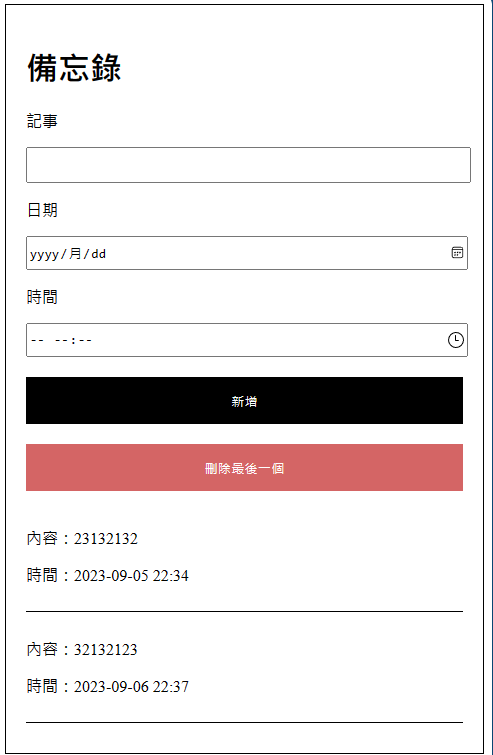 備忘錄
記事
日期
yyyy/月/dd
時間
-- --:--
新增
刪除最後一個
內容：23132132
時間：2023-09-05 22:34
內容：32132123
時間：2023-09-06 22:37